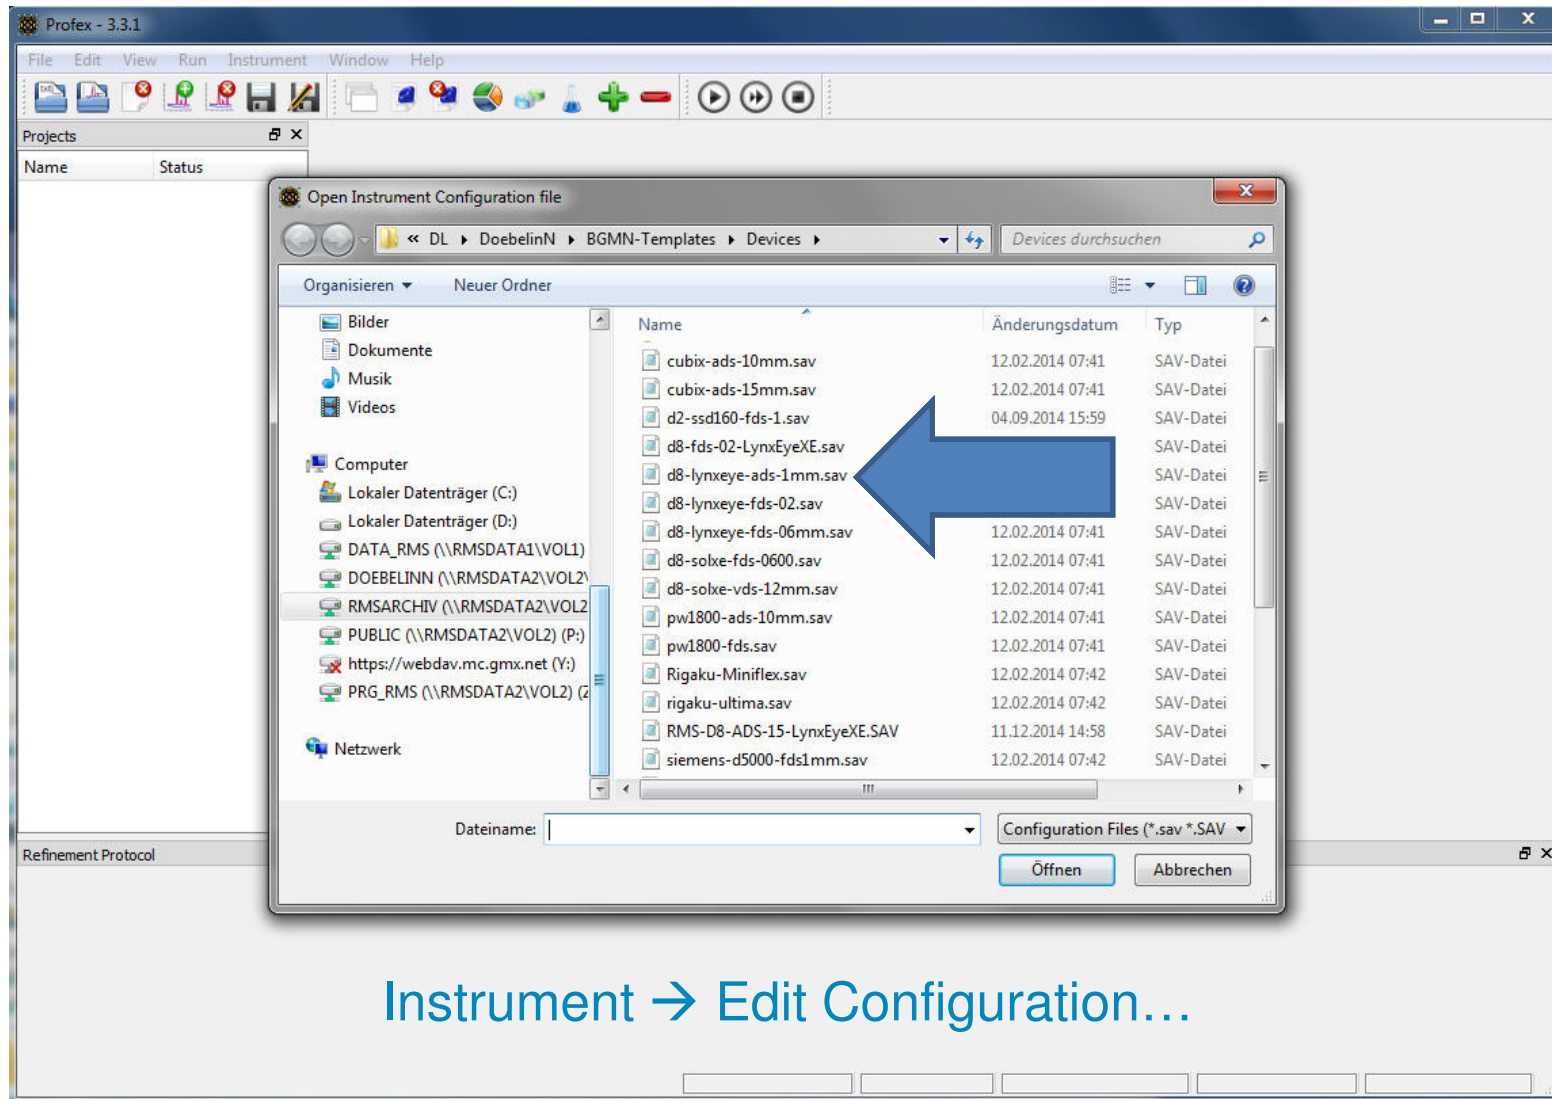 Profex - 3.3.1
File Edit View Run Instrument Window Help
Projects
Name Status
Open Instrument Configuration file
« DL ▸ DoebelinN ▸ BGMN-Templates ▸ Devices ▸
Devices durchsuchen
Organisieren Neuer Ordner
Bilder
Dokumente
Musik
Videos
Computer
Lokaler Datenträger (C:)
Lokaler Datenträger (D:)
DATA_RMS (\\RMSDATA1\VOL1)
DOEBELINN (\\RMSDATA2\VOL2\
RMSARCHIV (\\RMSDATA2\VOL2
PUBLIC (\\RMSDATA2\VOL2) (P:)
https://webdav.mc.gmx.net (Y:)
PRG_RMS (\\RMSDATA2\VOL2) (Z
Netzwerk
Name Änderungsdatum Typ
cubix-ads-10mm.sav 12.02.2014 07:41 SAV-Datei
cubix-ads-15mm.sav 12.02.2014 07:41 SAV-Datei
d2-ssd160-fds-1.sav 04.09.2014 15:59 SAV-Datei
d8-fds-02-LynxEyeXE.sav SAV-Datei
d8-lynxeye-ads-1mm.sav SAV-Datei
d8-lynxeye-fds-02.sav SAV-Datei
d8-lynxeye-fds-06mm.sav 12.02.2014 07:41 SAV-Datei
d8-solxe-fds-0600.sav 12.02.2014 07:41 SAV-Datei
d8-solxe-vds-12mm.sav 12.02.2014 07:41 SAV-Datei
pw1800-ads-10mm.sav 12.02.2014 07:41 SAV-Datei
pw1800-fds.sav 12.02.2014 07:41 SAV-Datei
Rigaku-Miniflex.sav 12.02.2014 07:42 SAV-Datei
rigaku-ultima.sav 12.02.2014 07:42 SAV-Datei
RMS-D8-ADS-15-LynxEyeXE.SAV 11.12.2014 14:58 SAV-Datei
siemens-d5000-fds1mm.sav 12.02.2014 07:42 SAV-Datei
Dateiname:
Configuration Files (*.sav *.SAV
Öffnen Abbrechen
Refinement Protocol
Instrument → Edit Configuration…